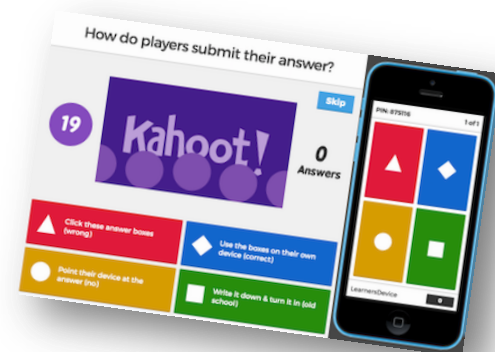 How do players submit their answer?
Skip
19
Kahoot!
0
Answers
Click these answer boxes
(wrong)
Use the boxes on their own
device (correct)
Point their device at the
answer (no)
Write it down & turn it in (old
school)
PIN: 875116
1 of 1
LearnersDevice
0